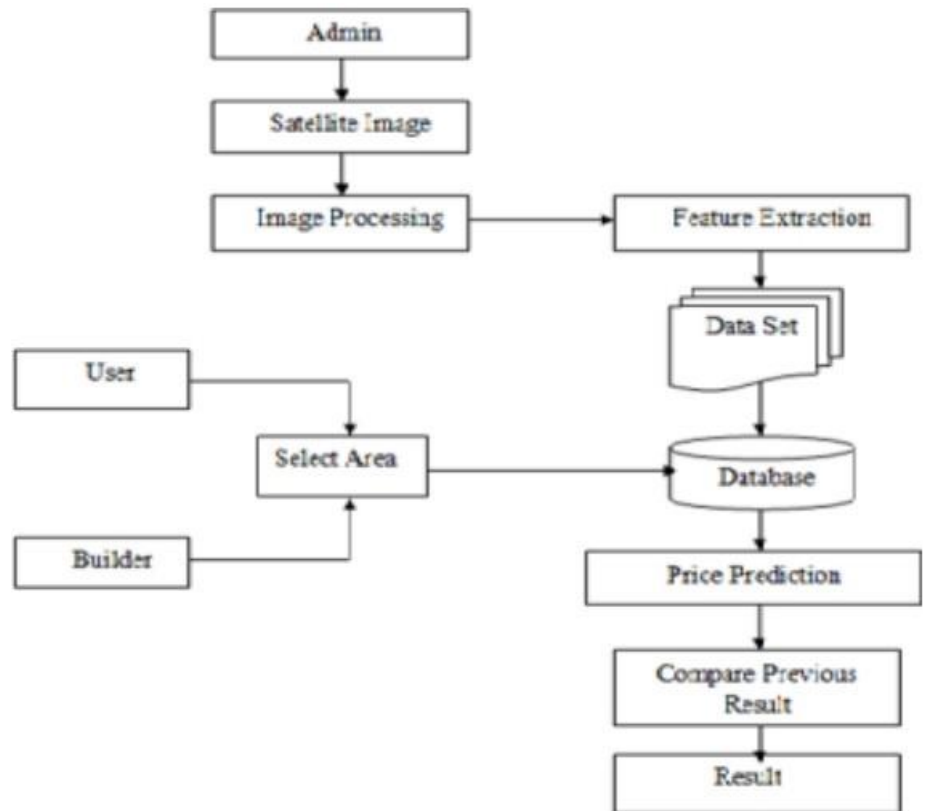 Admin
Satellite Image
Image Processing
Feature Extraction
Data Set
User
Select Area
Database
Builder
Price Prediction
Compare Previous
Result
Result